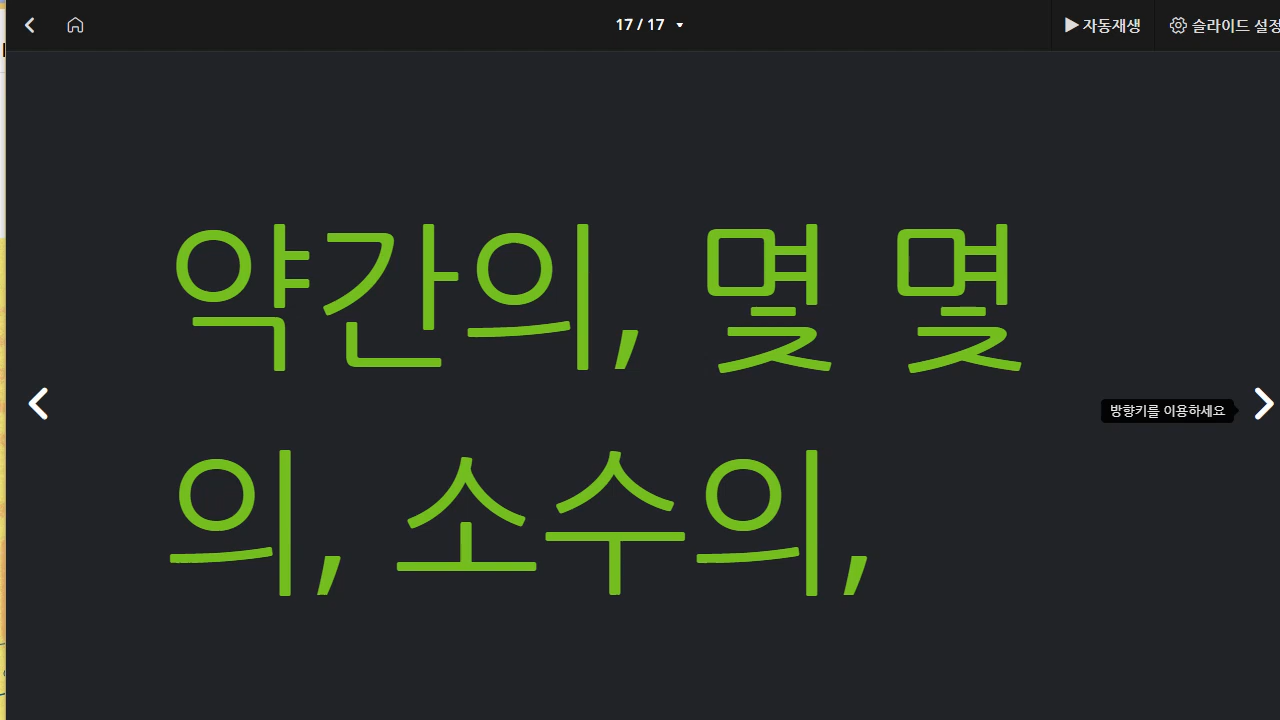 17 / 17
▶자동재생
슬라이드 설정
약간의, 몇 몇
의, 소수의,
방향키를 이용하세요